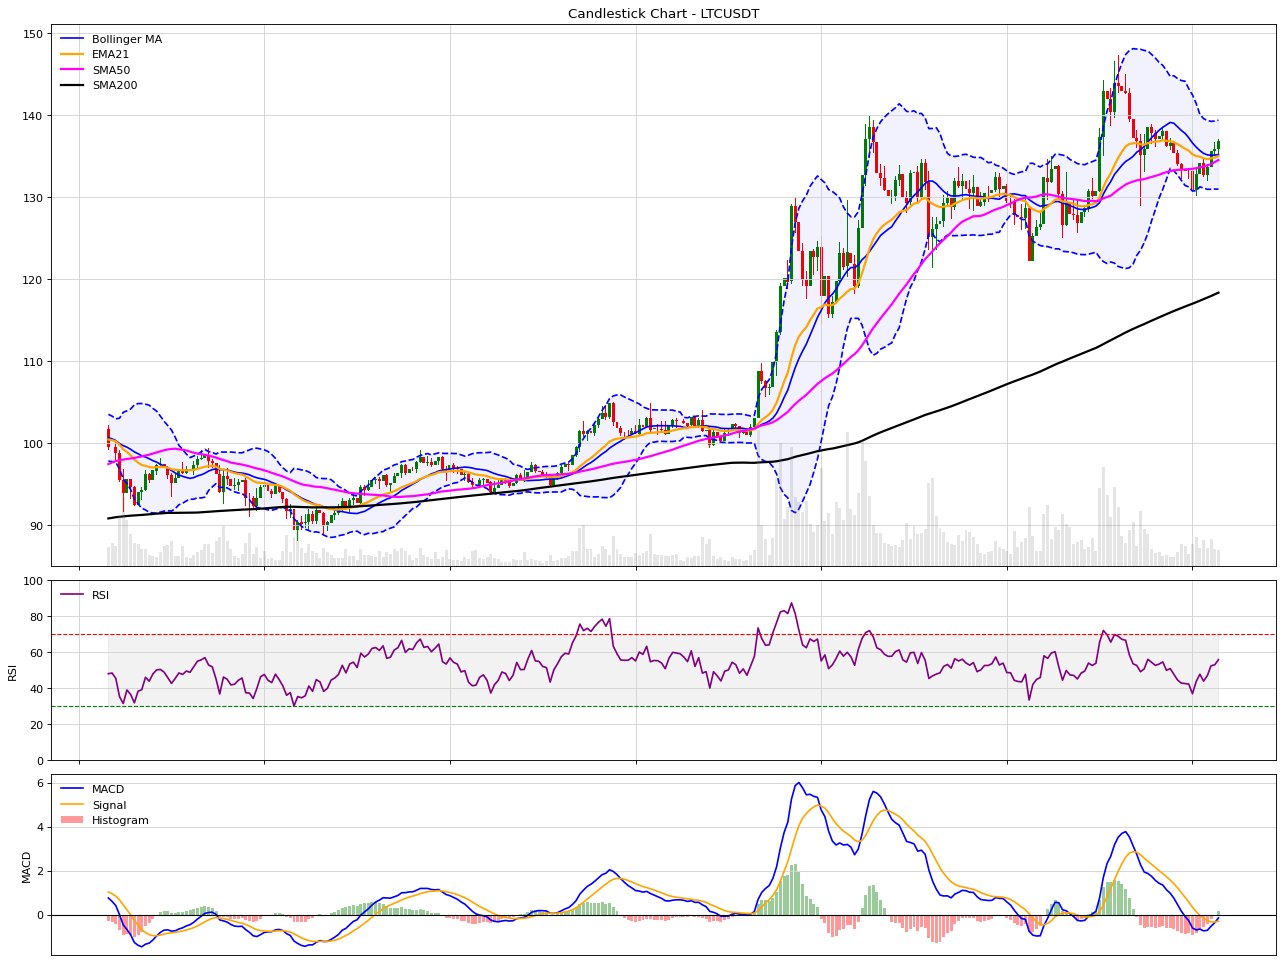 Candlestick Chart - LTCUSDT
150
140
130
120
110
100
90
Bollinger MA
EMA21
SMA50
SMA200
100
80
60
40
20
0
RSI
RSI
6
4
2
0
MACD
MACD
Signal
Histogram